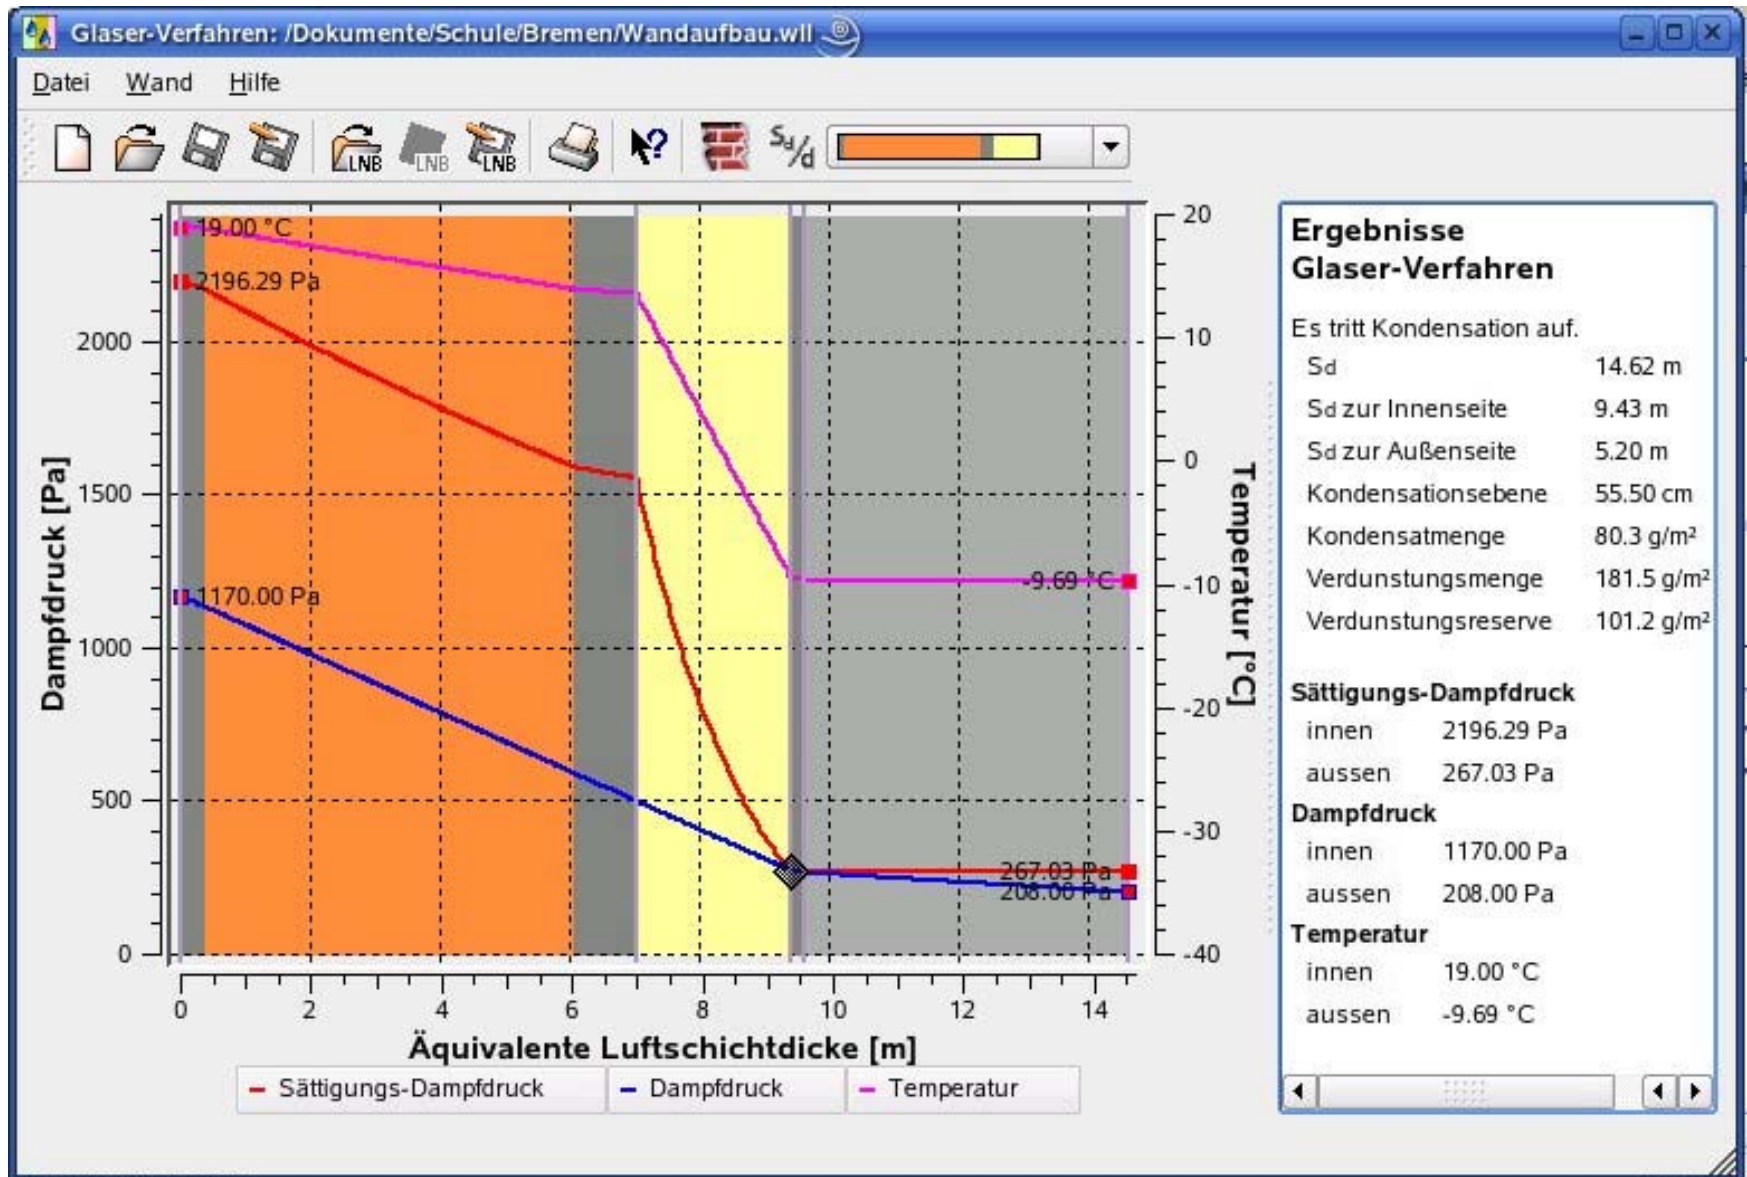 Glaser-Verfahren: /Dokumente/Schule/Bremen/Wandaufbau.wll
Datei Wand Hilfe
LNB LNB LNB ? Sd/d
19.00 °C
2196.29 Pa
1170.00 Pa
-9.69 °C
267.03 Pa
208.00 Pa
Dampfdruck [Pa]
2000
1500
1000
500
0
Temperatur [°C]
20
10
0
-10
-20
-30
-40
0 2 4 6 8 10 12 14
Äquivalente Luftschichtdicke [m]
Sättigungs-Dampfdruck Dampfdruck Temperatur
Ergebnisse
Glaser-Verfahren
Es tritt Kondensation auf.
Sd 14.62 m
Sd zur Innenseite 9.43 m
Sd zur Außenseite 5.20 m
Kondensationsebene 55.50 cm
Kondensatmenge 80.3 g/m²
Verdunstungsmenge 181.5 g/m²
Verdunstungsreserve 101.2 g/m²
Sättigungs-Dampfdruck
innen 2196.29 Pa
aussen 267.03 Pa
Dampfdruck
innen 1170.00 Pa
aussen 208.00 Pa
Temperatur
innen 19.00 °C
aussen -9.69 °C